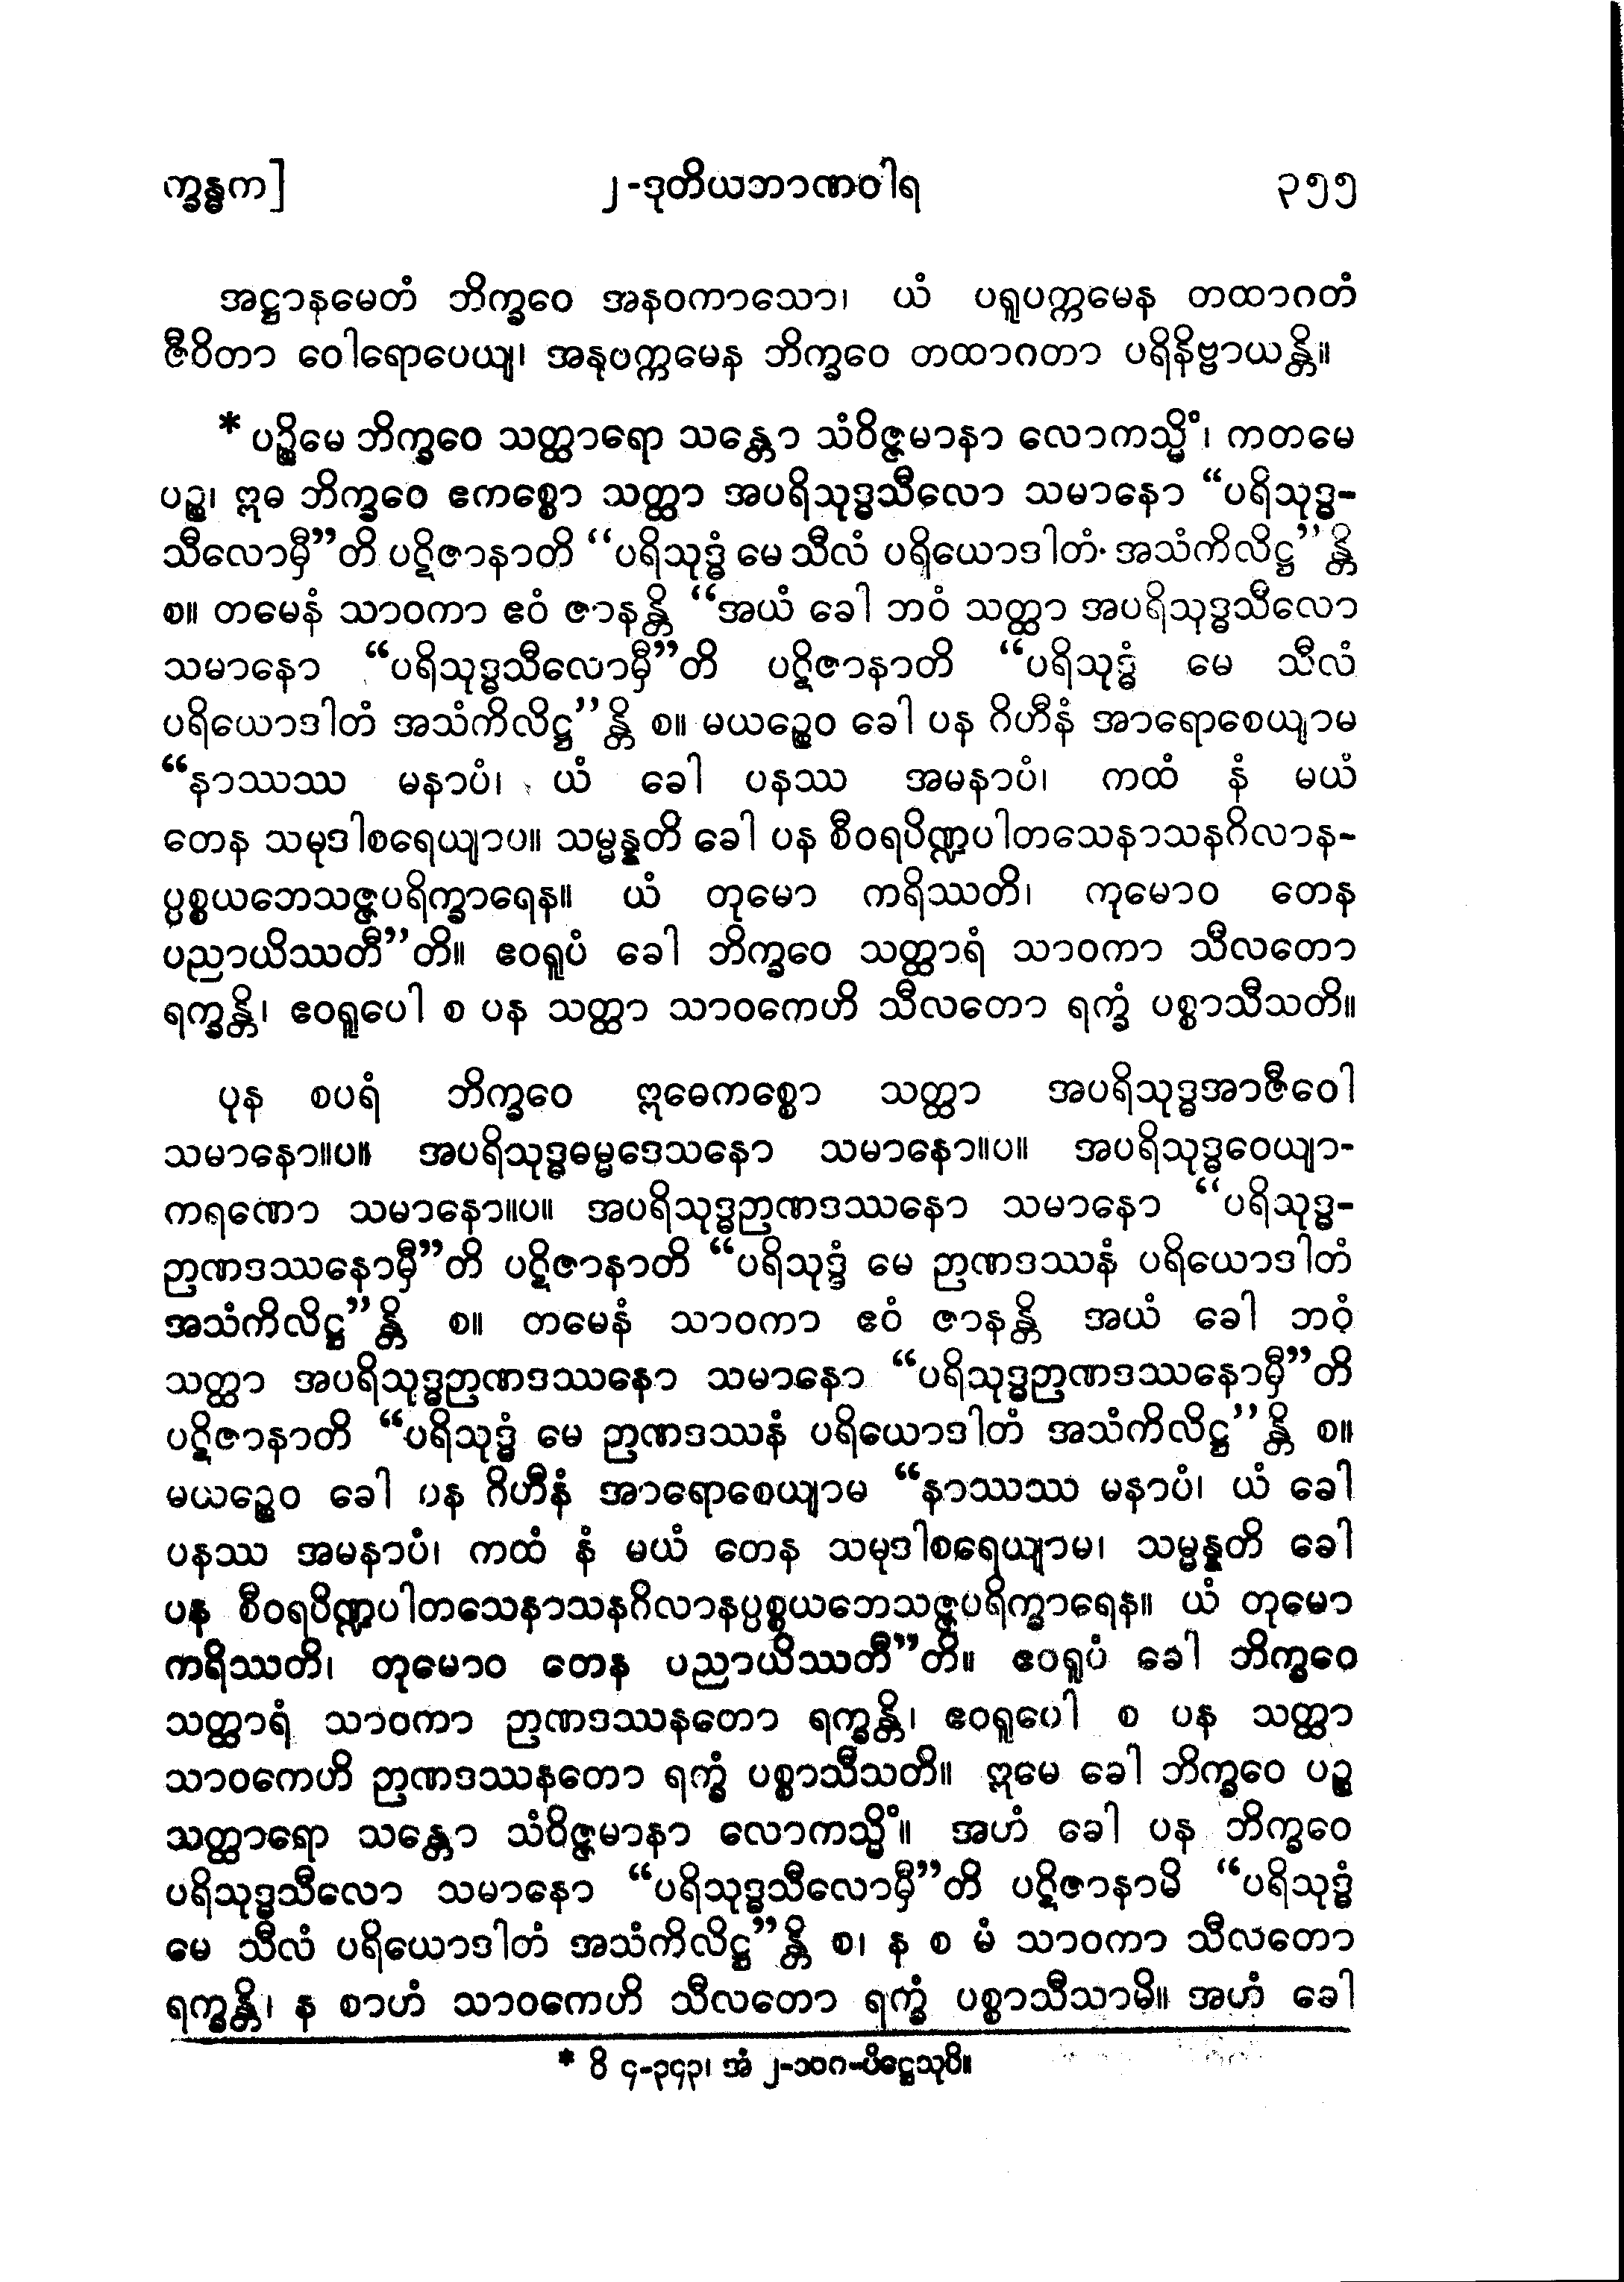 က္ခန္ဓက]
၂-ဒုတိယဘာဏဝါရ
၃၅၅
အဋ္ဌာနမေတံ ဘိက္ခဝေ အနဝကာသော၊ ယံ ပရူပက္ကမေန တထာဂတံ
ဇီဝိတာ ဝေါရောပေယျ၊ အနုပက္ကမေန ဘိက္ခဝေ တထာဂတာ ပရိနိဗ္ဗာယန္တိ။
* ပဉ္စိမေ ဘိက္ခဝေ သတ္ထာရော သန္တော သံဝိဇ္ဇမာနာ လောကသ္မိံ၊ ကတမေ
ပဉ္စ၊ ဣဓ ဘိက္ခဝေ ဧကစ္စော သတ္ထာ အပရိသုဒ္ဓသီလော သမာနော “ပရိသုဒ္ဓ-
သီလောမှီ”တိ ပဋိဇာနာတိ “ပရိသုဒ္ဓံ မေ သီလံ ပရိယောဒါတံ အသံကိလိဋ္ဌ”န္တိ
စ။ တမေနံ သာဝကာ ဧဝံ ဇာနန္တိ “အယံ ခေါ ဘဝံ သတ္ထာ အပရိသုဒ္ဓသီလော
သမာနော “ပရိသုဒ္ဓသီလောမှီ”တိ ပဋိဇာနာတိ “ပရိသုဒ္ဓံ မေ သီလံ
ပရိယောဒါတံ အသံကိလိဋ္ဌ”န္တိ စ။ မယဉ္စေဝ ခေါ ပန ဂိဟီနံ အာရောစေယျာမ
“နာဿဿ မနာပံ၊ ယံ ခေါ ပနဿ အမနာပံ၊ ကထံ နံ မယံ
တေန သမုဒါစရေယျာပ။ သမ္မန္နတိ ခေါ ပန စီဝရပိဏ္ဍပါတသေနာသနဂိလာန-
ပ္ပစ္စယဘေသဇ္ဇပရိက္ခာရေန။ ယံ တုမော ကရိဿတိ၊ ကုမောဝ တေန
ပညာယိဿတီ”တိ။ ဧဝရူပံ ခေါ ဘိက္ခဝေ သတ္ထာရံ သာဝကာ သီလတော
ရက္ခန္တိ၊ ဧဝရူပေါ စ ပန သတ္ထာ သာဝကေဟိ သီလတော ရက္ခံ ပစ္စာသီသတိ။
ပုန စပရံ ဘိက္ခဝေ ဣဓေကစ္စော သတ္ထာ အပရိသုဒ္ဓအာဇီဝေါ
သမာနော။ပ။ အပရိသုဒ္ဓဓမ္မဒေသနော သမာနော။ပ။ အပရိသုဒ္ဓဝေယျာ-
ကရဏော သမာနော။ပ။ အပရိသုဒ္ဓဉာဏဒဿနော သမာနော “ပရိသုဒ္ဓ-
ဉာဏဒဿနောမှီ”တိ ပဋိဇာနာတိ “ပရိသုဒ္ဒံ မေ ဉာဏဒဿနံ ပရိယောဒါတံ
အသံကိလိဋ္ဌ”န္တိ စ။ တမေနံ သာဝကာ ဧဝံ ဇာနန္တိ အယံ ခေါ ဘဝံ
သတ္ထာ အပရိသုဒ္ဓဉာဏဒဿနော သမာနော “ပရိသုဒ္ဓဉာဏဒဿနောမှီ”တိ
ပဋိဇာနာတိ “ပရိသုဒ္ဓံ မေ ဉာဏဒဿနံ ပရိယောဒါတံ အသံကိလိဋ္ဌ”န္တိ စ။
မယဉ္စေဝ ခေါ ပန ဂိဟီနံ အာရောစေယျာမ “နာဿဿ မနာပံ၊ ယံ ခေါ
ပနဿ အမနာပံ၊ ကထံ နံ မယံ တေန သမုဒါစရေယျာမ၊ သမ္မန္နတိ ခေါ
ပန စီဝရပိဏ္ဍပါတသေနာသနဂိလာနပ္ပစ္စယဘေသဇ္ဇပရိက္ခာရေန။ ယံ တုမော
ကရိဿတိ၊ တုမောဝ တေန ပညာယိဿတီ”တိ။ ဧဝရူပံ ခေါ ဘိက္ခဝေ
သတ္ထာရံ သာဝကာ ဉာဏဒဿနတော ရက္ခန္တိ၊ ဧဝရူပေါ စ ပန သတ္ထာ
သာဝကေဟိ ဉာဏဒဿနတော ရက္ခံ ပစ္စာသီသတိ။ ဣမေ ခေါ ဘိက္ခဝေ ပဉ္စ
သတ္ထာရော သန္တော သံဝိဇ္ဇမာနာ လောကသ္မိံ။ အဟံ ခေါ ပန ဘိက္ခဝေ
ပရိသုဒ္ဓသီလော သမာနော “ပရိသုဒ္ဓသီလောမှီ”တိ ပဋိဇာနာမိ “ပရိသုဒ္ဓံ
မေ သီလံ ပရိယောဒါတံ အသံကိလိဋ္ဌ”န္တိ စ၊ န စ မံ သာဝကာ သီလတော
ရက္ခန္တိ၊ န စာဟံ သာဝကေဟိ သီလတော ရက္ခံ ပစ္စာသီသာမိ။ အဟံ ခေါ
* ဝိ ၄-၃၄၃၊ အံ ၂-၁၀ဂ-ပိဋ္ဌေသုပိ။